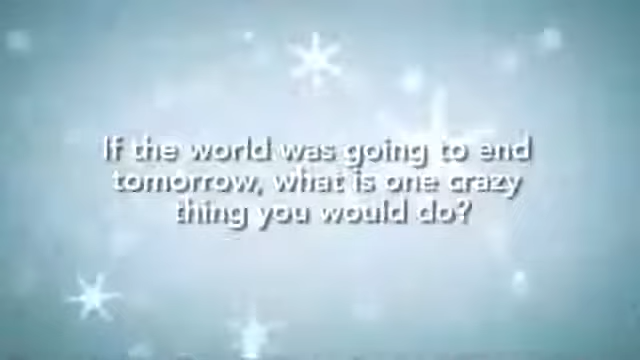 If the world was going to end
tomorrow, what is one crazy
thing you would do?